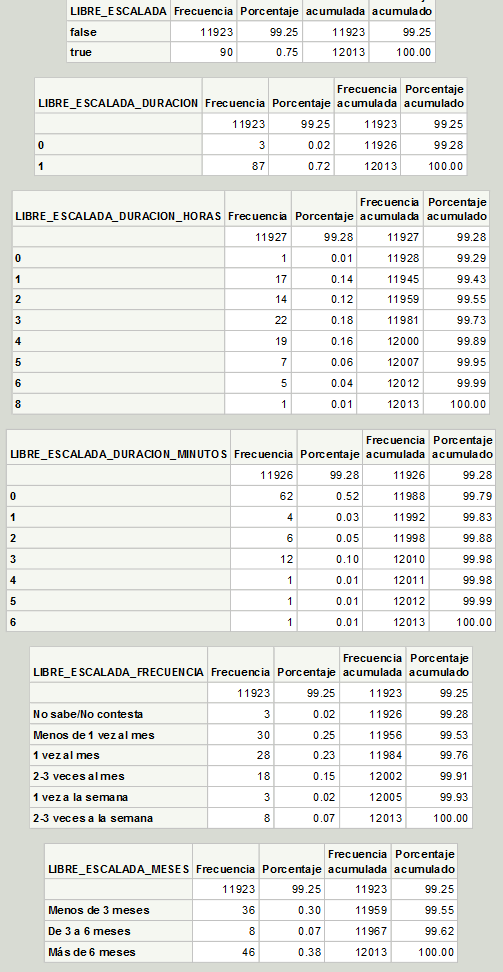 LIBRE_ESCALADA Frecuencia Porcentaje acumulada acumulado
false 11923 99.25 11923 99.25
true 90 0.75 12013 100.00
Frecuencia Porcentaje
LIBRE_ESCALADA_DURACION Frecuencia Porcentaje acumulada acumulado
11923 99.25 11923 99.25
0 3 0.02 11926 99.28
1 87 0.72 12013 100.00
Frecuencia Porcentaje
LIBRE_ESCALADA_DURACION_HORAS Frecuencia Porcentaje acumulada acumulado
11927 99.28 11927 99.28
0 1 0.01 11928 99.29
1 17 0.14 11945 99.43
2 14 0.12 11959 99.55
3 22 0.18 11981 99.73
4 19 0.16 12000 99.89
5 7 0.06 12007 99.95
6 5 0.04 12012 99.99
8 1 0.01 12013 100.00
Frecuencia Porcentaje
LIBRE_ESCALADA_DURACION_MINUTOS Frecuencia Porcentaje acumulada acumulado
11926 99.28 11926 99.28
0 62 0.52 11988 99.79
1 4 0.03 11992 99.83
2 6 0.05 11998 99.88
3 12 0.10 12010 99.98
4 1 0.01 12011 99.98
5 1 0.01 12012 99.99
6 1 0.01 12013 100.00
Frecuencia Porcentaje
LIBRE_ESCALADA_FRECUENCIA Frecuencia Porcentaje acumulada acumulado
11923 99.25 11923 99.25
No sabe/No contesta 3 0.02 11926 99.28
Menos de 1 vez al mes 30 0.25 11956 99.53
1 vez al mes 28 0.23 11984 99.76
2-3 veces al mes 18 0.15 12002 99.91
1 vez a la semana 3 0.02 12005 99.93
2-3 veces a la semana 8 0.07 12013 100.00
Frecuencia Porcentaje
LIBRE_ESCALADA_MESES Frecuencia Porcentaje acumulada acumulado
11923 99.25 11923 99.25
Menos de 3 meses 36 0.30 11959 99.55
De 3 a 6 meses 8 0.07 11967 99.62
Más de 6 meses 46 0.38 12013 100.00